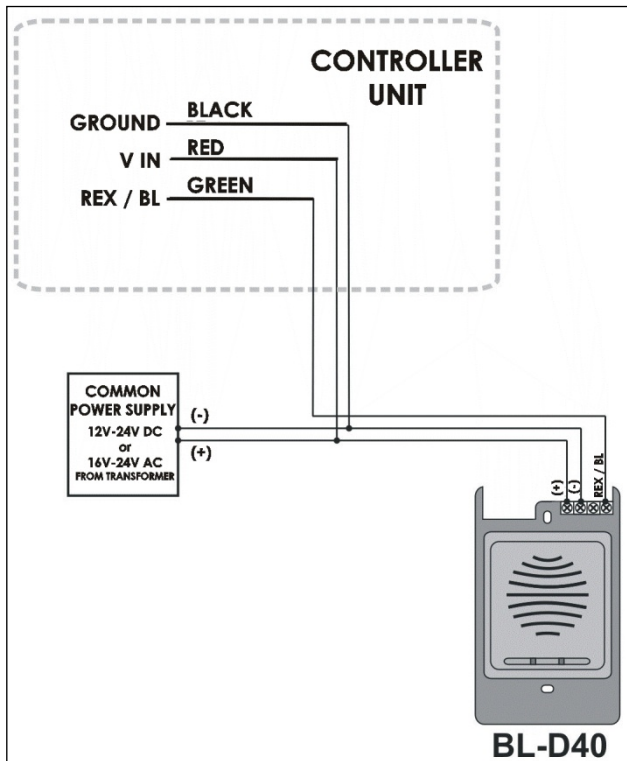 CONTROLLER
UNIT
GROUND BLACK
V IN RED
REX / BL GREEN
COMMON
POWER SUPPLY
12V-24V DC
or
16V-24V AC
FROM TRANSFORMER
(-)
(+)
(+)
(-)
REX / BL
BL-D40